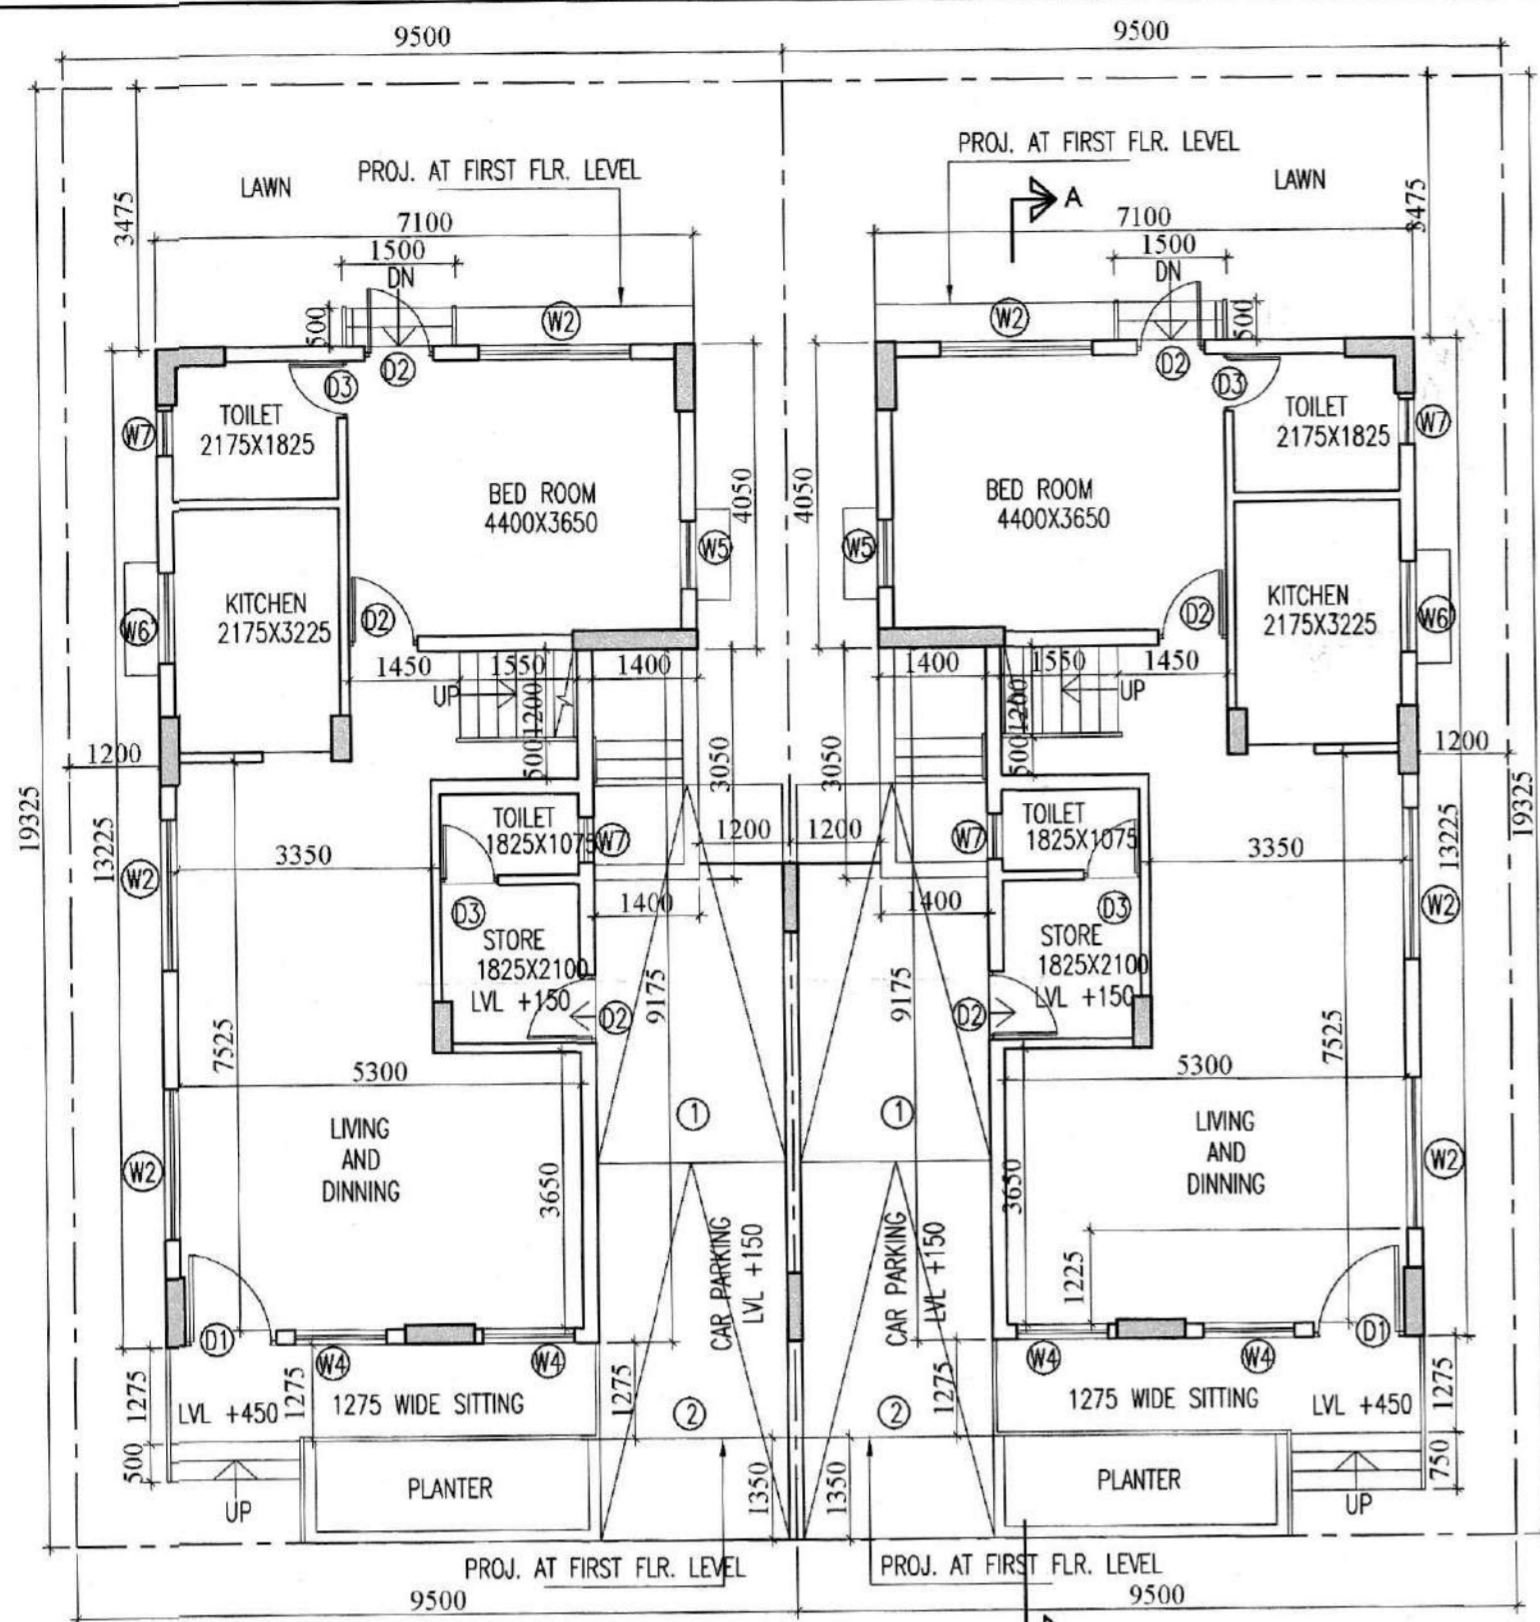 9500
9500
PROJ. AT FIRST FLR. LEVEL
PROJ. AT FIRST FLR. LEVEL
LAWN
LAWN
A
3475
3475
7100
7100
1500
1500
DN
DN
500
500
W2
W2
D2
D2
D3
D3
TOILET
2175X1825
TOILET
2175X1825
W7
W7
BED ROOM
4400X3650
BED ROOM
4400X3650
4050
4050
W5
W5
KITCHEN
2175X3225
KITCHEN
2175X3225
W6
W6
D2
D2
1450
1550
1400
1400
1550
1450
UP
UP
1200
1200
500
500
3050
3050
1200
1200
19325
19325
13225
13225
TOILET
1825X1075
TOILET
1825X1075
W7
W7
1200
1200
3350
3350
W2
W2
D3
D3
1400
1400
STORE
1825X2100
LVL +150
STORE
1825X2100
LVL +150
D2
D2
9175
9175
7525
7525
5300
5300
1
1
LIVING
AND
DINNING
LIVING
AND
DINNING
W2
W2
3650
3650
CAR PARKING
LVL +150
CAR PARKING
LVL +150
1225
D1
D1
W4
W4
W4
W4
1275
1275
1275
1275
1275
LVL +450
1275 WIDE SITTING
1275 WIDE SITTING
LVL +450
2
2
500
750
UP
UP
PLANTER
PLANTER
1350
1350
PROJ. AT FIRST FLR. LEVEL
PROJ. AT FIRST FLR. LEVEL
9500
9500